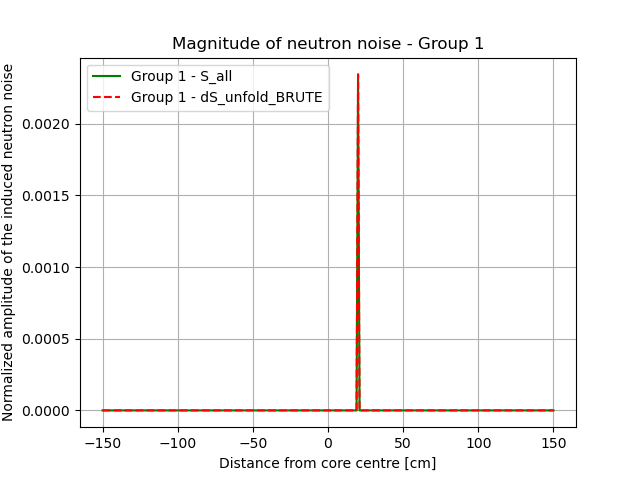 Magnitude of neutron noise - Group 1
Group 1 - S_all
Group 1 - dS_unfold_BRUTE
Normalized amplitude of the induced neutron noise
0.0020
0.0015
0.0010
0.0005
0.0000
−150 −100 −50 0 50 100 150
Distance from core centre [cm]